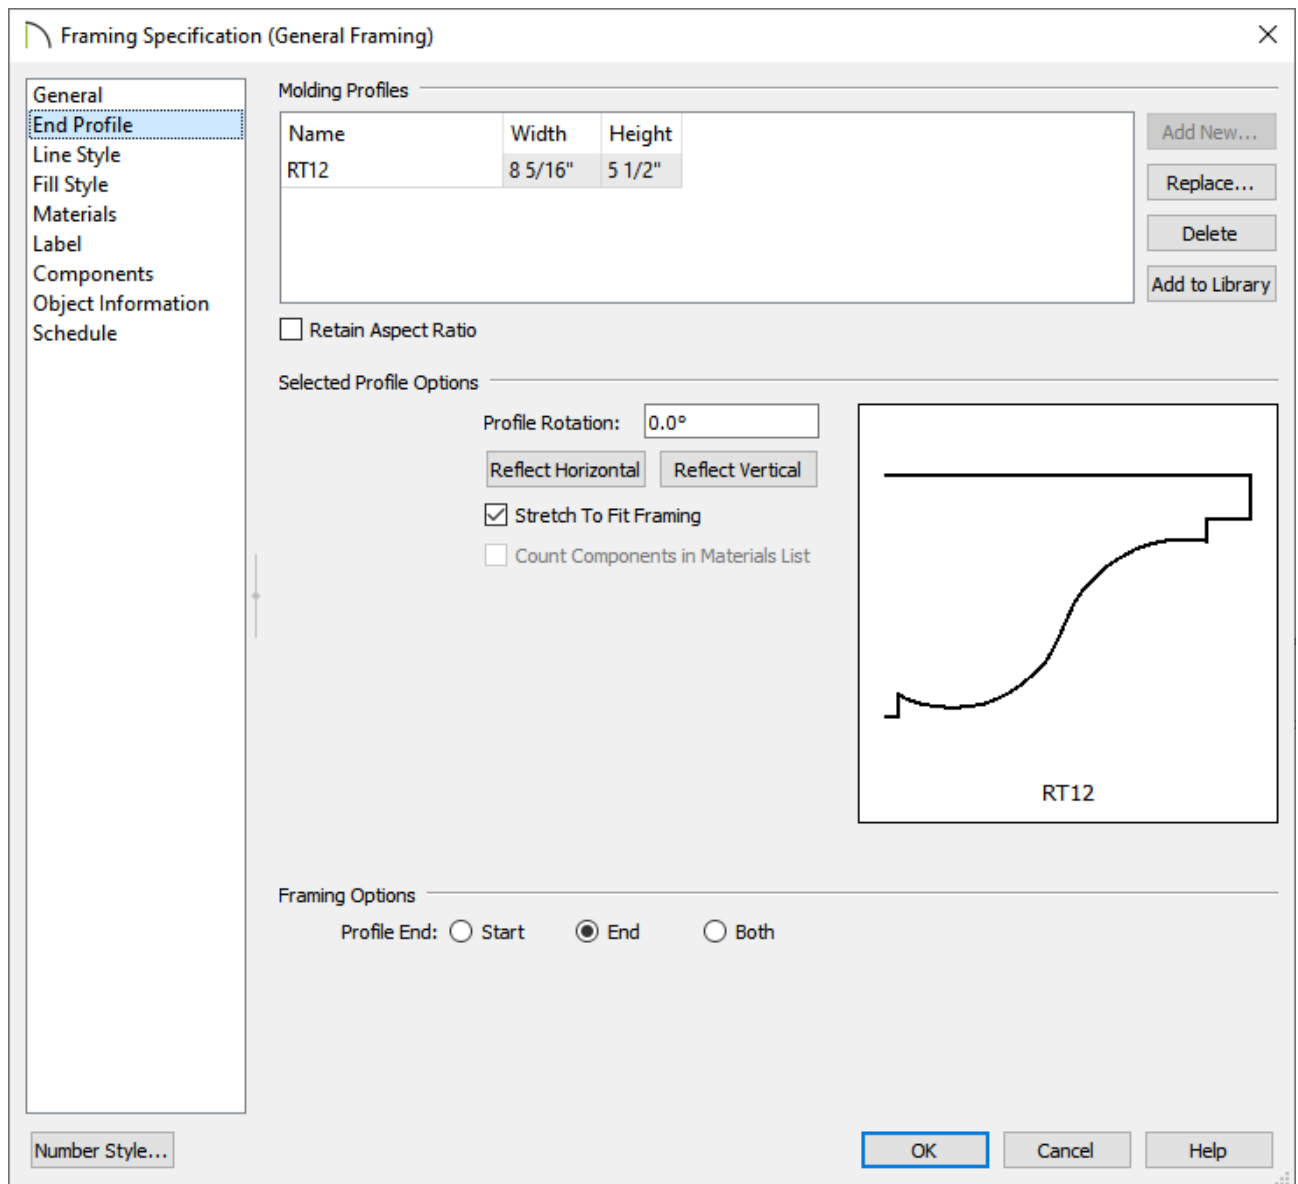 Framing Specification (General Framing)
General
End Profile
Line Style
Fill Style
Materials
Label
Components
Object Information
Schedule
Molding Profiles
Name Width Height
RT12 8 5/16" 5 1/2"
Add New...
Replace...
Delete
Add to Library
Retain Aspect Ratio
Selected Profile Options
Profile Rotation: 0.0°
Reflect Horizontal Reflect Vertical
Stretch To Fit Framing
Count Components in Materials List
RT12
Framing Options
Profile End: Start End Both
Number Style... OK Cancel Help